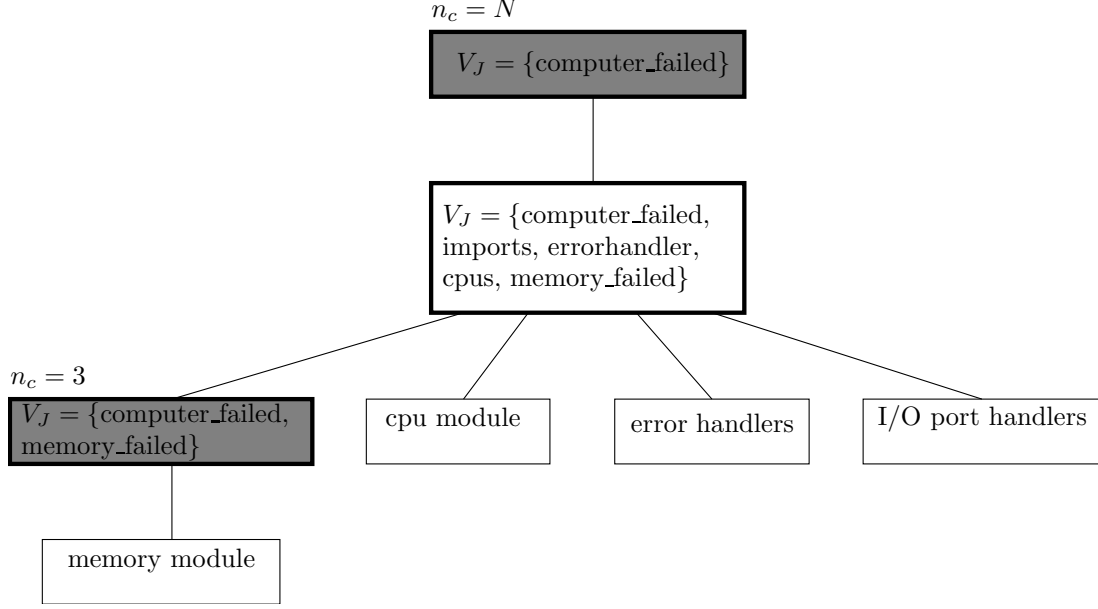 n_c = N
V_J = {computer_failed}
V_J = {computer_failed,
imports, errorhandler,
cpus, memory_failed}
n_c = 3
V_J = {computer_failed,
memory_failed}
cpu module
error handlers
I/O port handlers
memory module